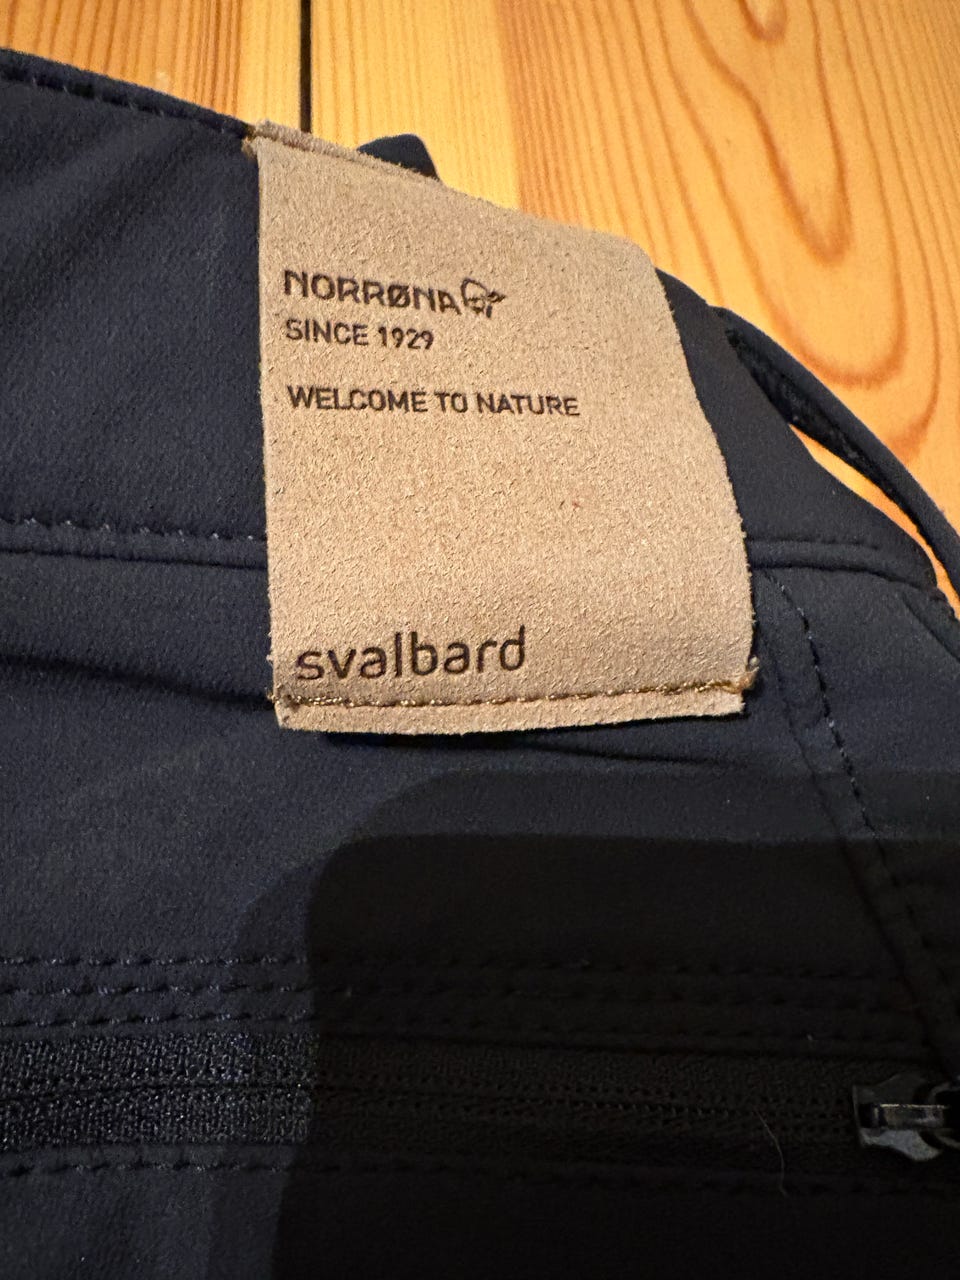 NORRØNA
SINCE 1929
WELCOME TO NATURE
svalbard